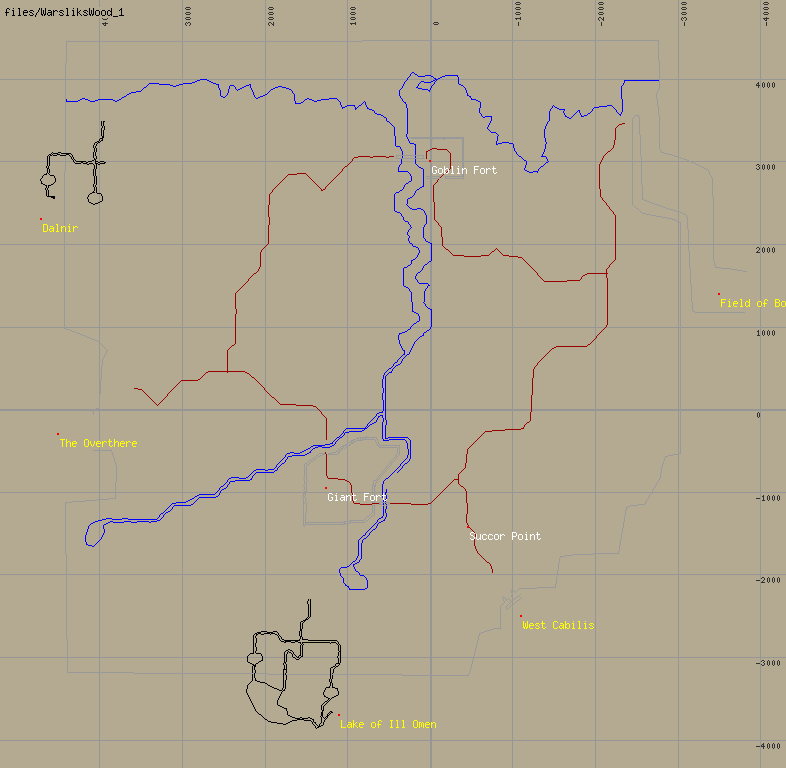 files/WarsliksWood_1
3000
2000
1000
0
-1000
-2000
-3000
-4000
4000
Goblin Fort
3000
Dalnir
2000
Field of Bo
1000
0
The Overthere
Giant Fort
-1000
Succor Point
-2000
West Cabilis
-3000
Lake of Ill Omen
-4000